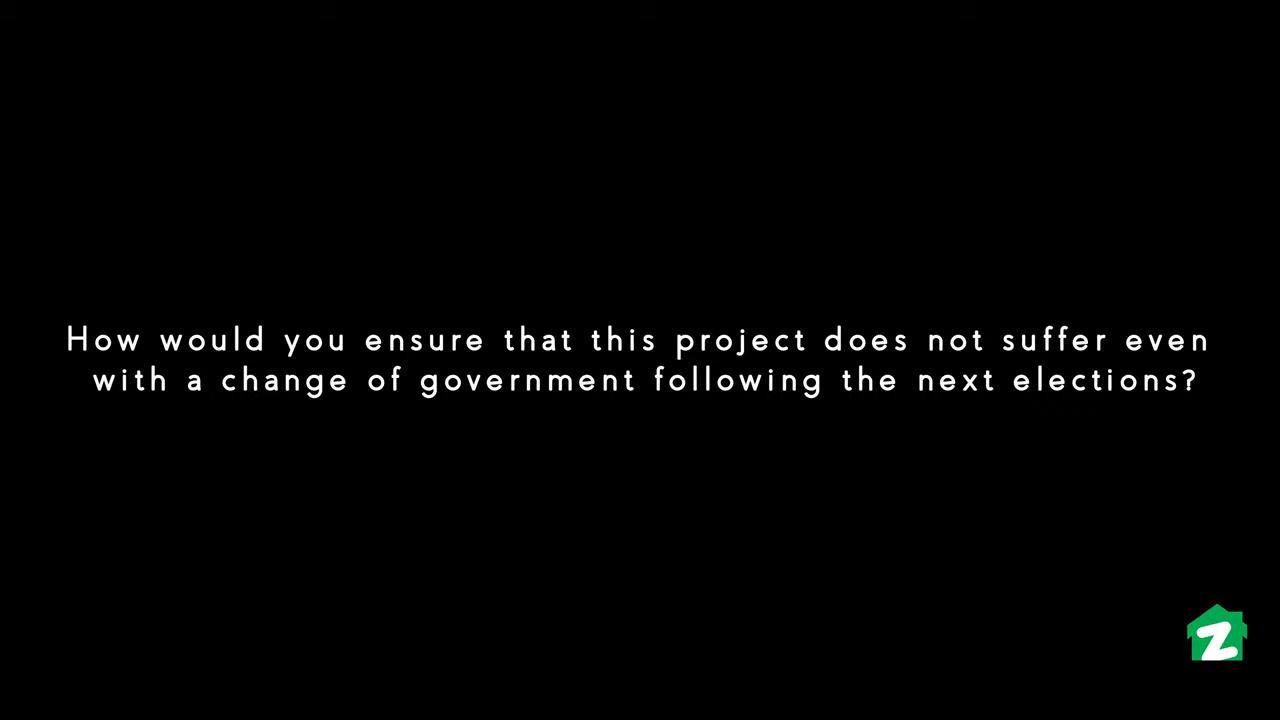 How would you ensure that this project does not suffer even
with a change of government following the next elections?
Z